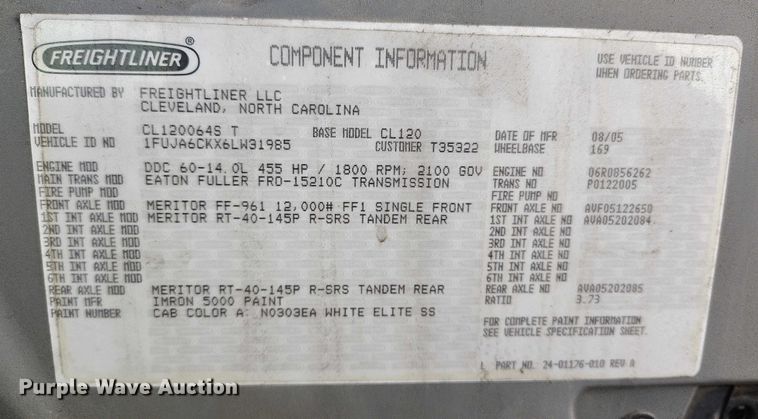 FREIGHTLINER ®
COMPONENT INFORMATION
USE VEHICLE ID NUMBER
WHEN ORDERING PARTS.
MANUFACTURED BY FREIGHTLINER LLC
CLEVELAND, NORTH CAROLINA
MODEL CL120064S T BASE MODEL CL120 DATE OF MFR 08/05
VEHICLE ID NO 1FUJA6CKX6LW31985 CUSTOMER T35322 WHEELBASE 169
ENGINE MOD DDC 60-14.0L 455 HP / 1800 RPM; 2100 GOV ENGINE NO 06R0856262
MAIN TRANS MOD EATON FULLER FRO-15210C TRANSMISSION TRANS NO P0122005
FIRE PUMP MOD FIRE PUMP NO
FRONT AXLE MOD MERITOR FF-961 12,000# FF1 SINGLE FRONT FRONT AXLE NO AVF05122650
1ST INT AXLE MOD MERITOR RT-40-145P R-SRS TANDEM REAR 1ST INT AXLE NO AVA05202084
2ND INT AXLE MOD 2ND INT AXLE NO
3RD INT AXLE MOD 3RD INT AXLE NO
4TH INT AXLE MOD 4TH INT AXLE NO
5TH INT AXLE MOD 5TH INT AXLE NO
6TH INT AXLE MOD 6TH INT AXLE NO
REAR AXLE MOD MERITOR RT-40-145P R-SRS TANDEM REAR REAR AXLE NO AVA05202085
PAINT MFR IMRON 5000 PAINT RATIO 3.73
PAINT NUMBER CAB COLOR A: N0303EA WHITE ELITE SS
FOR COMPLETE PAINT INFORMATION
SEE VEHICLE SPECIFICATION SHEET.
PART NO. 24-01176-010 REV A
Purple Wave Auction